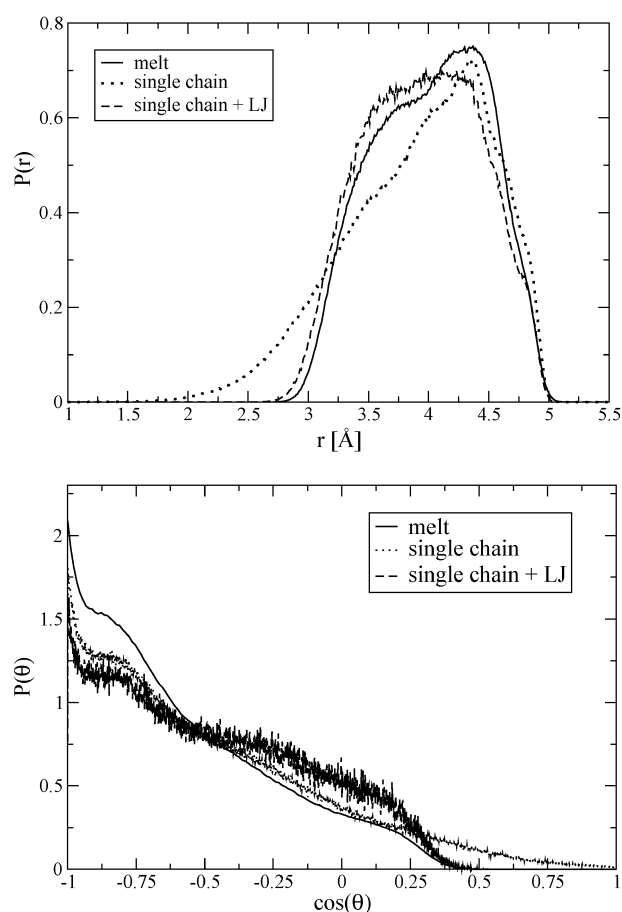 0.8
melt
single chain
single chain + LJ
0.6
P(r)
0.4
0.2
0
1 1.5 2 2.5 3 3.5 4 4.5 5 5.5
r [Å]
melt
single chain
single chain + LJ
2
1.5
P(θ)
1
0.5
0
-1 -0.75 -0.5 -0.25 0 0.25 0.5 0.75 1
cos(θ)